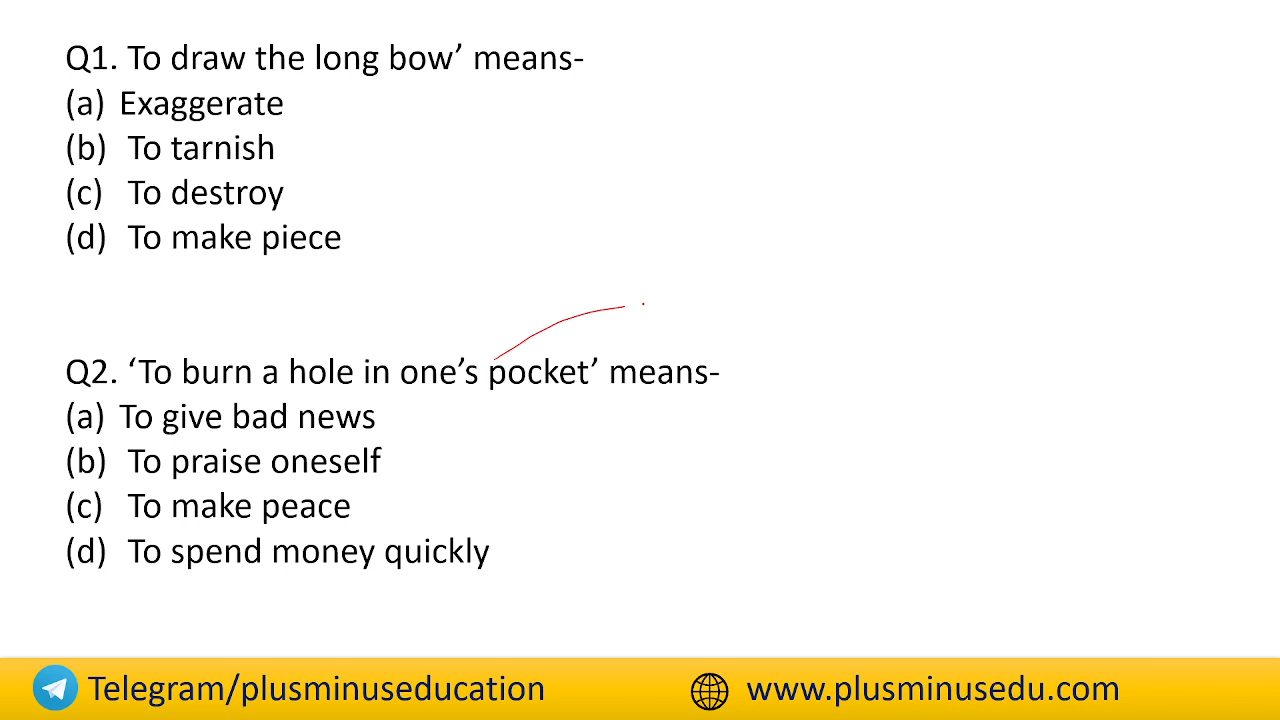 Q1. To draw the long bow’ means-
(a) Exaggerate
(b) To tarnish
(c) To destroy
(d) To make piece
Q2. ‘To burn a hole in one’s pocket’ means-
(a) To give bad news
(b) To praise oneself
(c) To make peace
(d) To spend money quickly
Telegram/plusminuseducation www.plusminusedu.com